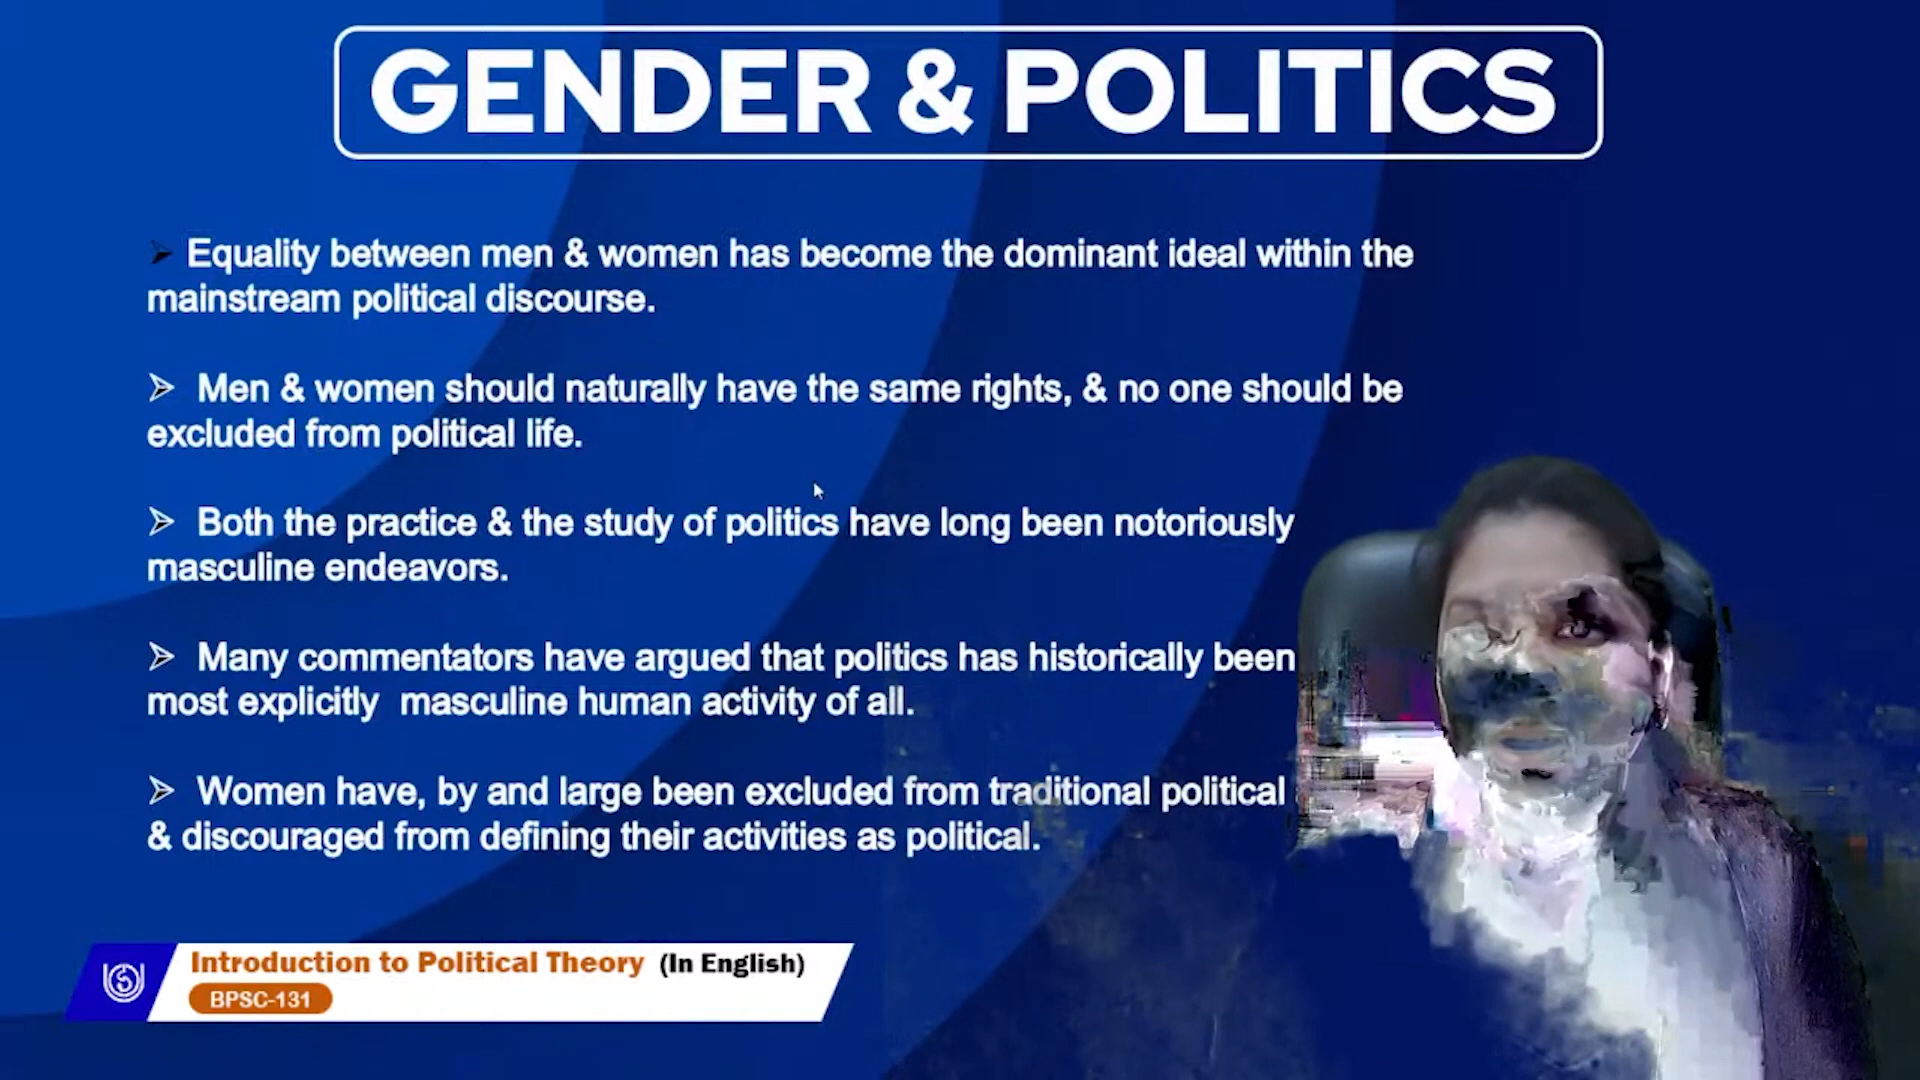 GENDER & POLITICS
➢ Equality between men & women has become the dominant ideal within the
mainstream political discourse.
➢ Men & women should naturally have the same rights, & no one should be
excluded from political life.
➢ Both the practice & the study of politics have long been notoriously
masculine endeavors.
➢ Many commentators have argued that politics has historically been
most explicitly masculine human activity of all.
➢ Women have, by and large been excluded from traditional political
& discouraged from defining their activities as political.
Introduction to Political Theory (In English)
BPSC-131